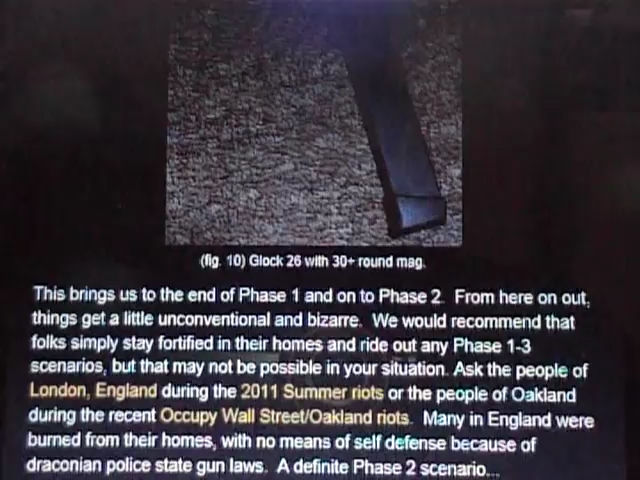 (fig. 10) Glock 26 with 30+ round mag.
This brings us to the end of Phase 1 and on to Phase 2. From here on out,
things get a little unconventional and bizarre. We would recommend that
folks simply stay fortified in their homes and ride out any Phase 1-3
scenarios, but that may not be possible in your situation. Ask the people of
London, England during the 2011 Summer riots or the people of Oakland
during the recent Occupy Wall Street/Oakland riots. Many in England were
burned from their homes, with no means of self defense because of
draconian police state gun laws. A definite Phase 2 scenario...